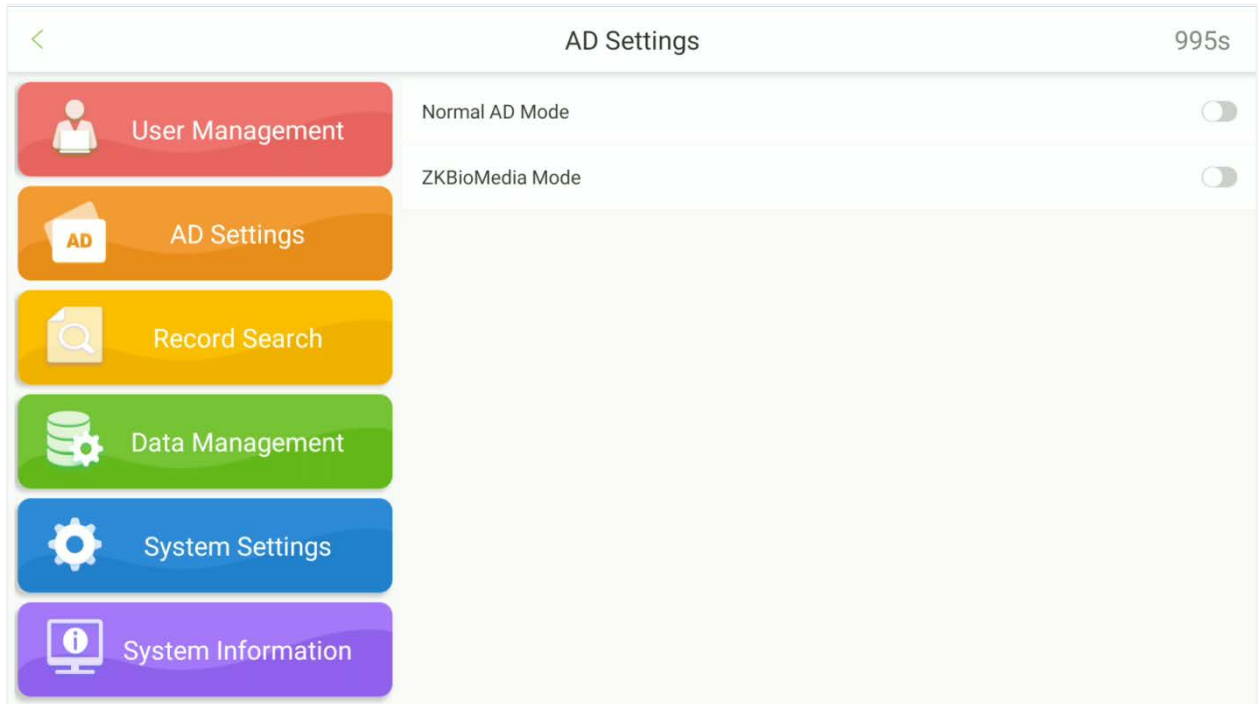 AD Settings
995s
User Management
Normal AD Mode
ZKBioMedia Mode
AD
AD Settings
Record Search
Data Management
System Settings
i
System Information